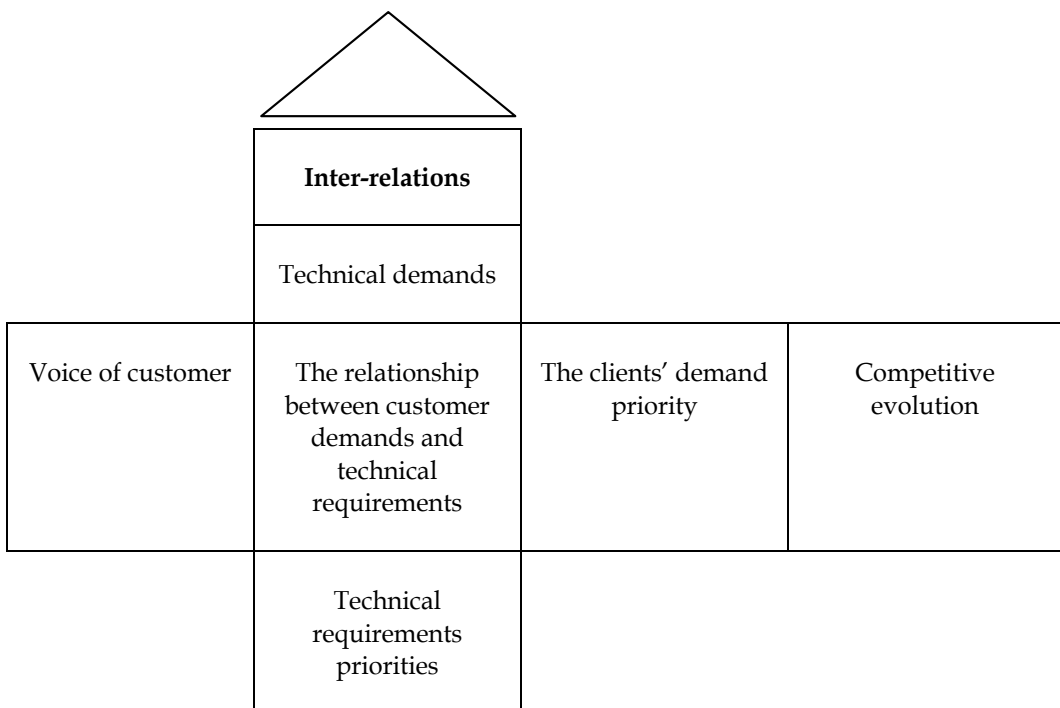 Inter-relations
Technical demands
Voice of customer
The relationship
between customer
demands and
technical
requirements
The clients’ demand
priority
Competitive
evolution
Technical
requirements
priorities